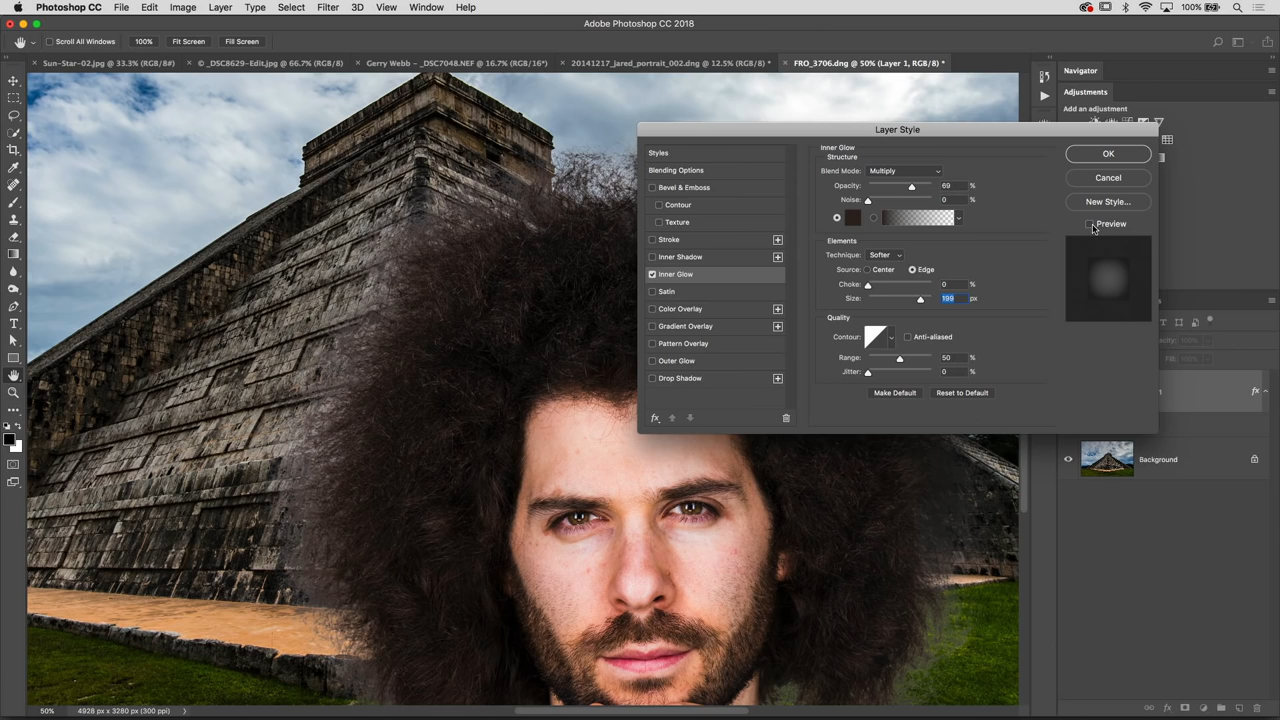 Photoshop CC File Edit Image Layer Type Select Filter 3D View Window Help 100%
Adobe Photoshop CC 2018
Scroll All Windows 100% Fit Screen Fill Screen
Sun-Star-02.jpg @ 33.3% (RGB/8#) © _DSC8629-Edit.jpg @ 66.7% (RGB/8) Gerry Webb - _DSC7048.NEF @ 16.7% (RGB/16*) 20141217_jared_portrait_002.dng @ 12.5% (RGB/8) * FRO_3706.dng @ 50% (Layer 1, RGB/8) *
Navigator
Adjustments
Add an adjustment
Layer Style
Styles
Blending Options
Bevel & Emboss
Contour
Texture
Stroke
Inner Shadow
Inner Glow
Satin
Color Overlay
Gradient Overlay
Pattern Overlay
Outer Glow
Drop Shadow
fx
Inner Glow
Structure
Blend Mode: Multiply
Opacity: 69 %
Noise: 0 %
Elements
Technique: Softer
Source: Center Edge
Choke: 0 %
Size: 199 px
Quality
Contour: Anti-aliased
Range: 50 %
Jitter: 0 %
Make Default Reset to Default
OK
Cancel
New Style...
Preview
fx
Background
50% 4928 px x 3280 px (300 ppi)
fx